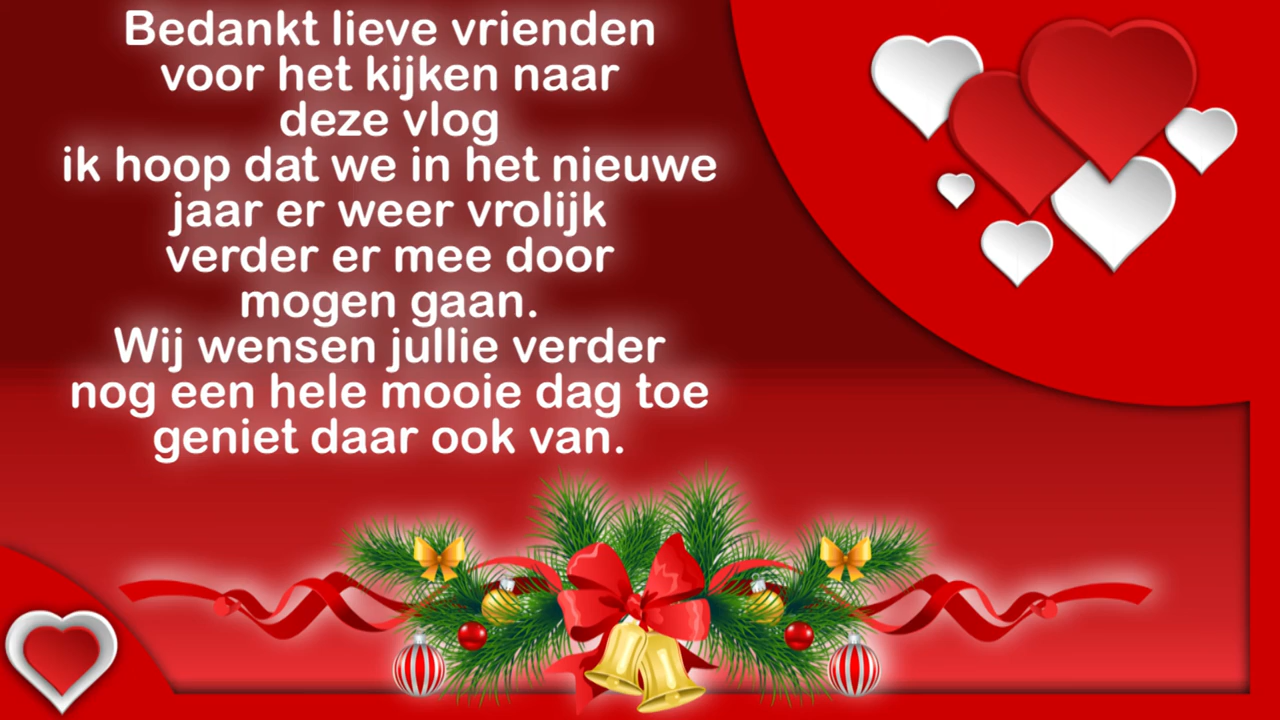 Bedankt lieve vrienden
voor het kijken naar
deze vlog
ik hoop dat we in het nieuwe
jaar er weer vrolijk
verder er mee door
mogen gaan.
Wij wensen jullie verder
nog een hele mooie dag toe
geniet daar ook van.